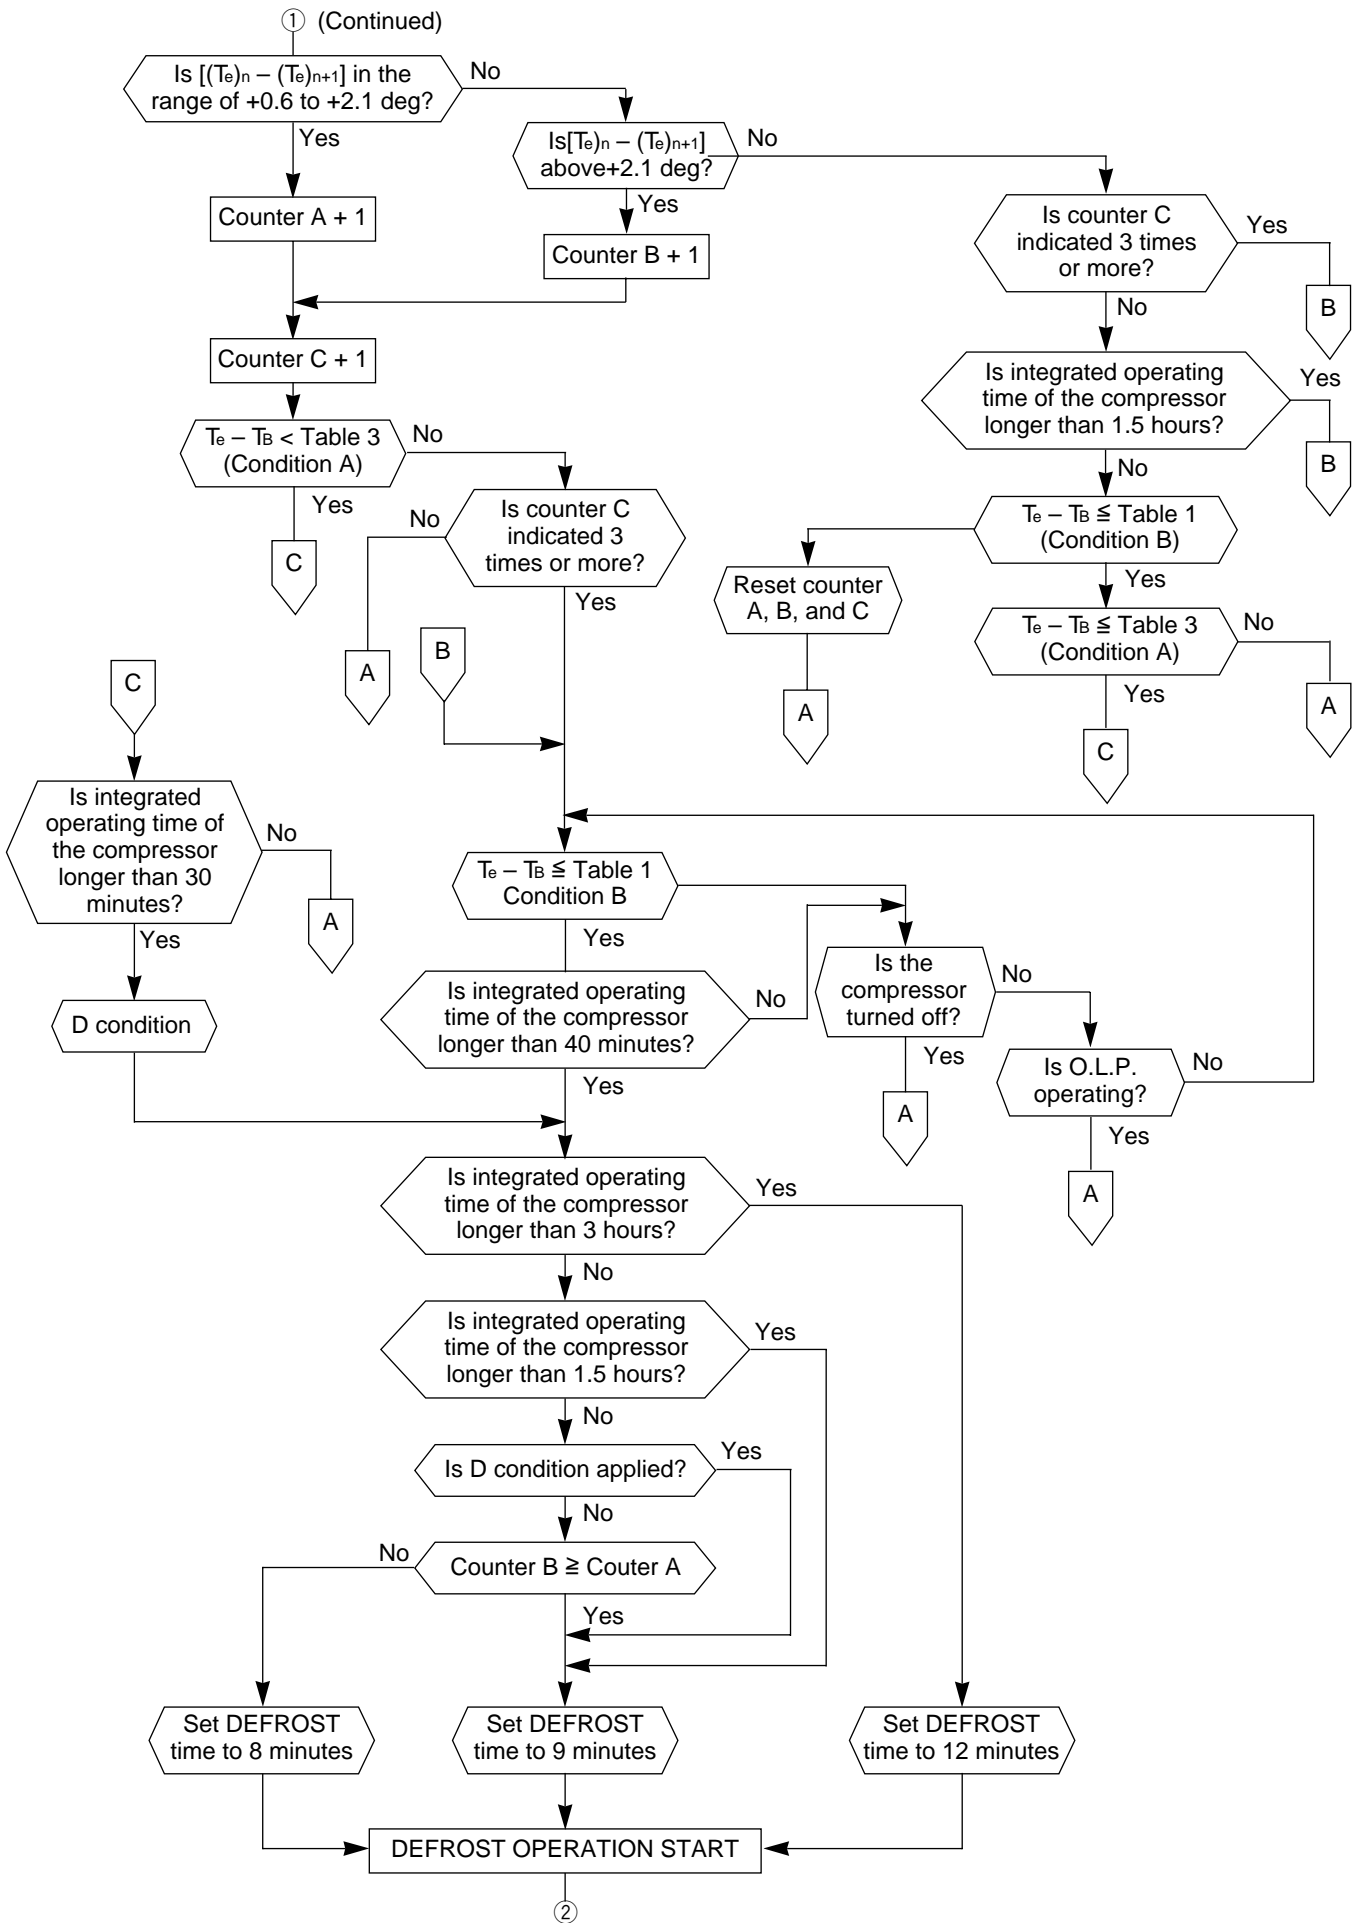 ① (Continued)
Is [(Te)n – (Te)n+1] in the
range of +0.6 to +2.1 deg?
No
Yes
Is[Te)n – (Te)n+1]
above+2.1 deg?
No
Yes
Counter A + 1
Counter B + 1
Is counter C
indicated 3 times
or more?
Yes
B
No
Counter C + 1
Is integrated operating
time of the compressor
longer than 1.5 hours?
Yes
B
No
Te – TB < Table 3
(Condition A)
No
Yes
C
Is counter C
indicated 3
times or more?
No
Yes
A
Te – TB ≦ Table 1
(Condition B)
Yes
Reset counter
A, B, and C
A
Te – TB ≦ Table 3
(Condition A)
No
Yes
A
C
B
C
Is integrated
operating time of
the compressor
longer than 30
minutes?
No
Yes
A
D condition
Te – TB ≦ Table 1
Condition B
Yes
Is integrated operating
time of the compressor
longer than 40 minutes?
No
Yes
Is the
compressor
turned off?
No
Yes
A
Is O.L.P.
operating?
No
Yes
A
Is integrated operating
time of the compressor
longer than 3 hours?
Yes
No
Is integrated operating
time of the compressor
longer than 1.5 hours?
Yes
No
Is D condition applied?
Yes
No
Counter B ≧ Couter A
No
Yes
Set DEFROST
time to 8 minutes
Set DEFROST
time to 9 minutes
Set DEFROST
time to 12 minutes
DEFROST OPERATION START
②